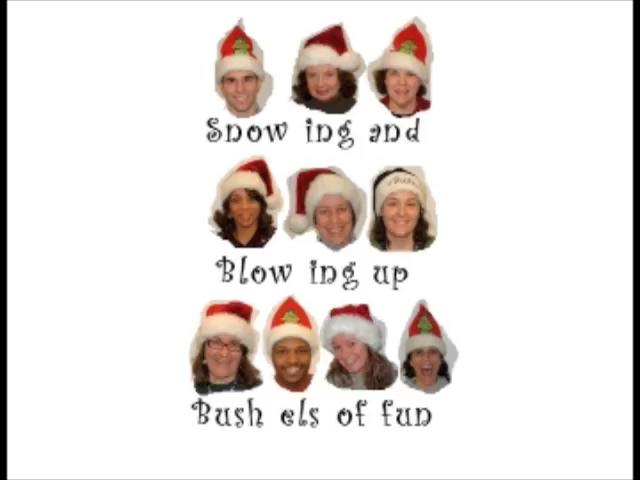 Snow ing and
Blow ing up
Bush els of fun